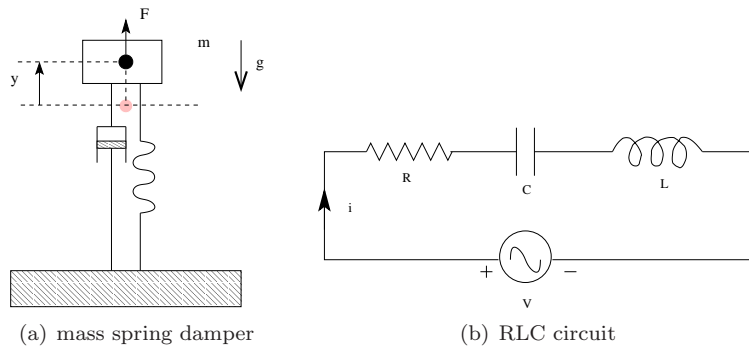 F
m
g
y
R
C
L
i
+
−
V
(a) mass spring damper
(b) RLC circuit